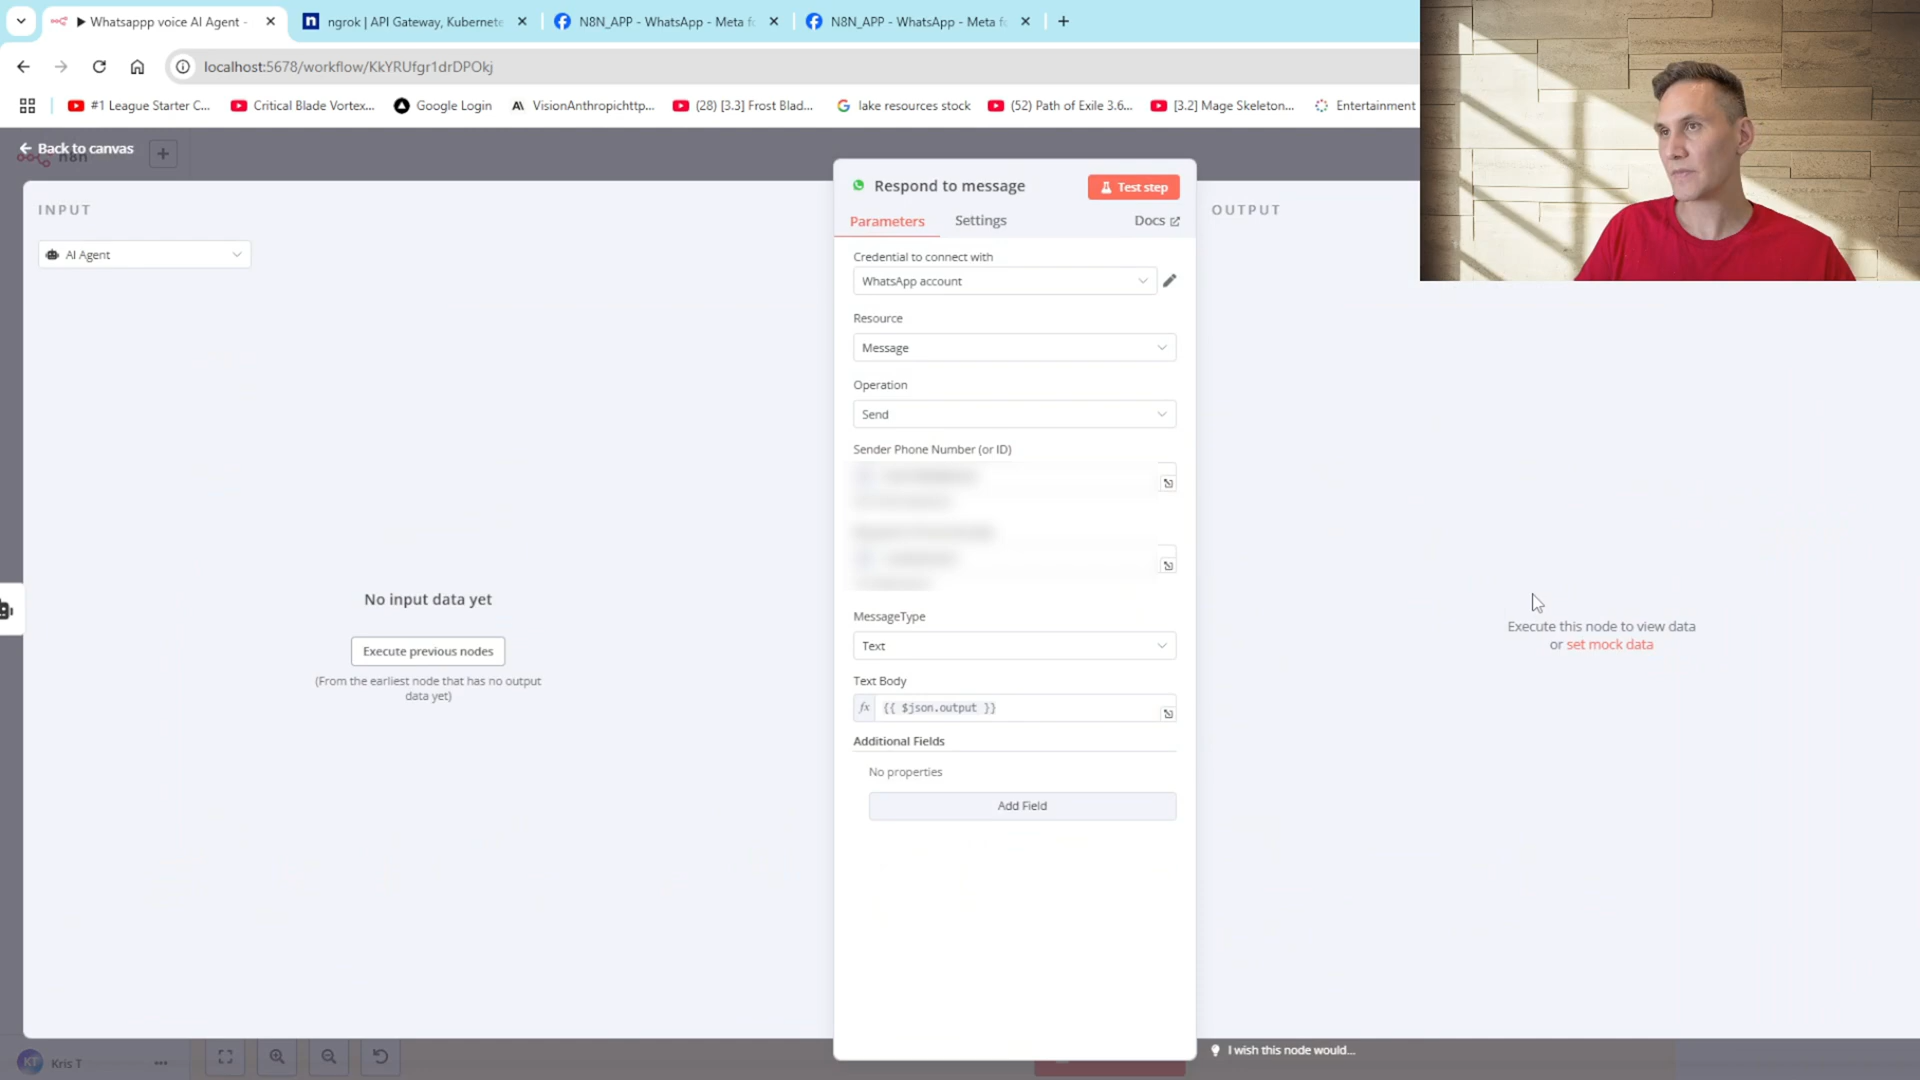 ▶ Whatsappp voice AI Agent -
ngrok | API Gateway, Kubernete
N8N_APP - WhatsApp - Meta f
N8N_APP - WhatsApp - Meta f
localhost:5678/workflow/KkYRUfgr1drDPOkj
#1 League Starter C...
Critical Blade Vortex...
Google Login
VisionAnthropichttp...
(28) [3.3] Frost Blad...
lake resources stock
(52) Path of Exile 3.6...
[3.2] Mage Skeleton...
Entertainment
Back to canvas
n8n
INPUT
AI Agent
No input data yet
Execute previous nodes
(From the earliest node that has no output
data yet)
Respond to message
Test step
Parameters
Settings
Docs
Credential to connect with
WhatsApp account
Resource
Message
Operation
Send
Sender Phone Number (or ID)
MessageType
Text
Text Body
fx {{ $json.output }}
Additional Fields
No properties
Add Field
OUTPUT
Execute this node to view data
or set mock data
I wish this node would...
KT
Kris T